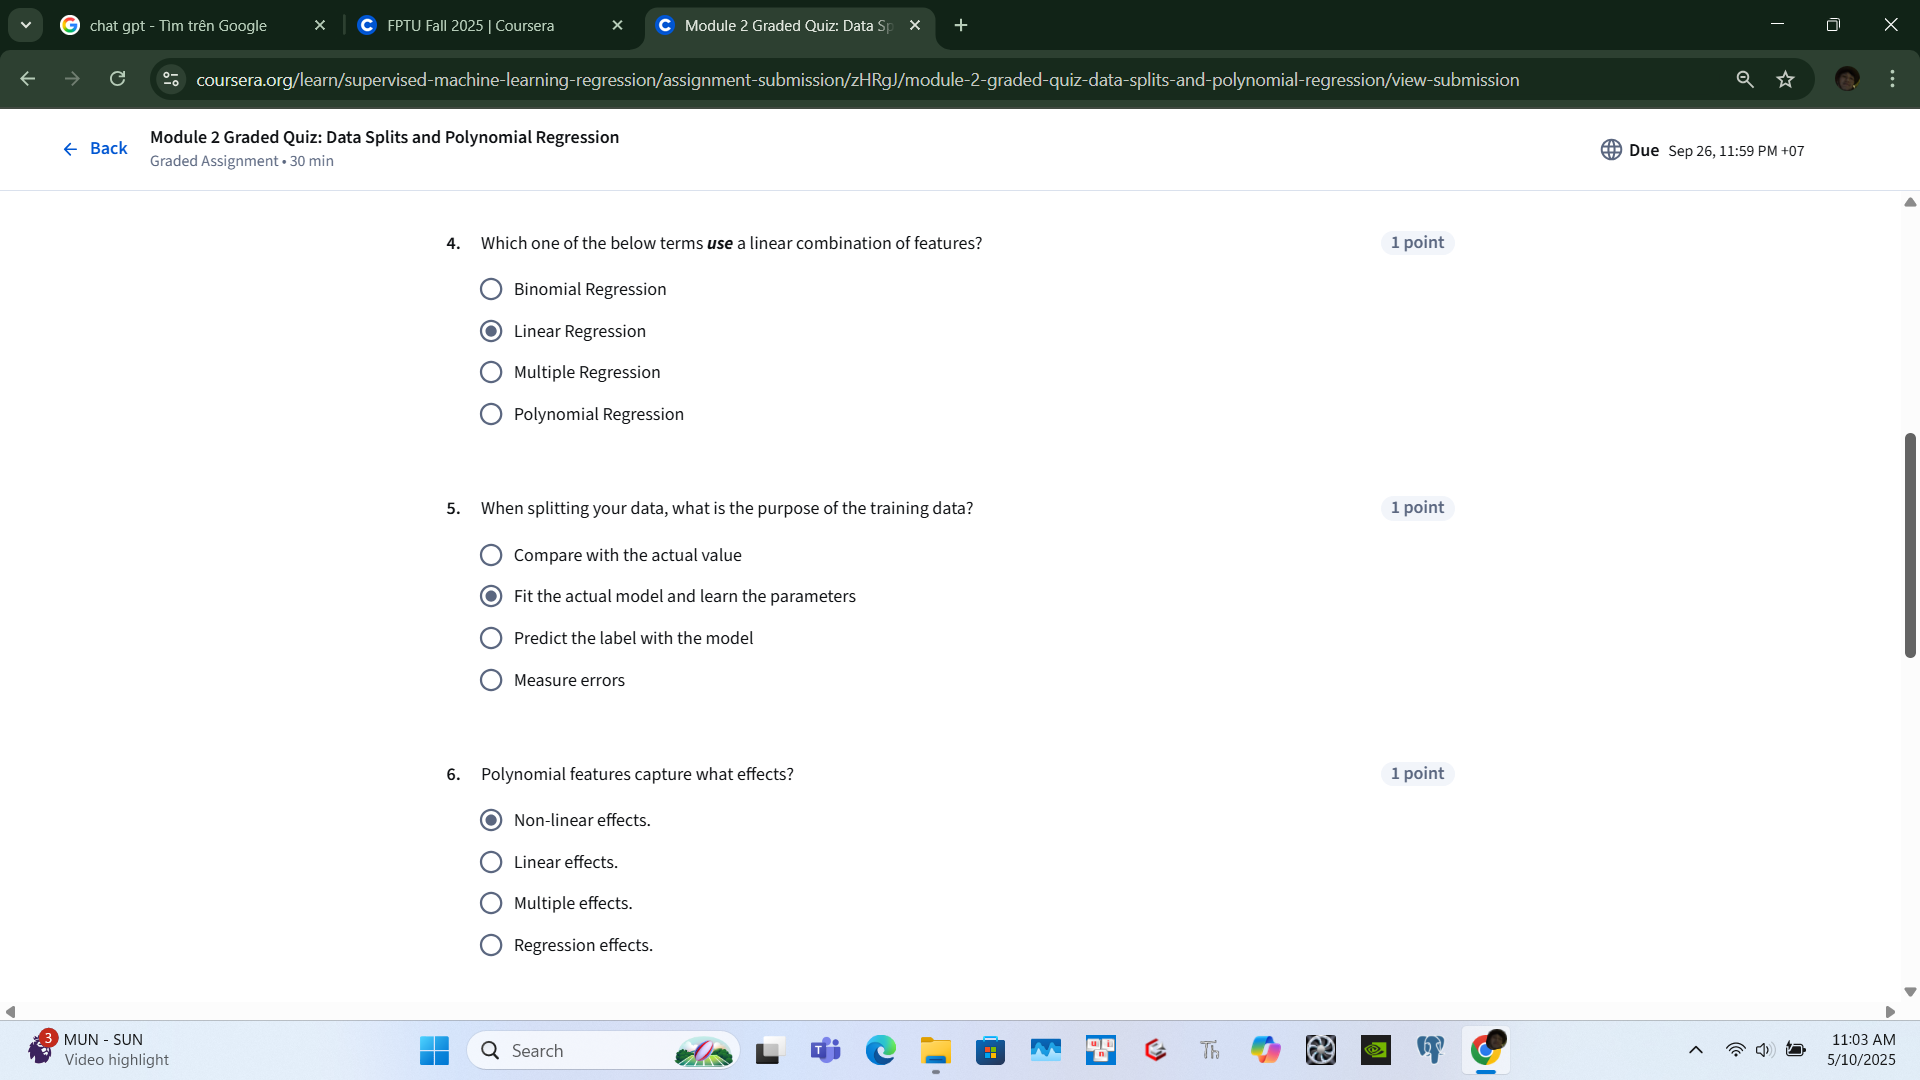 chat gpt - Tìm trên Google
FPTU Fall 2025 | Coursera
Module 2 Graded Quiz: Data Sp
coursera.org/learn/supervised-machine-learning-regression/assignment-submission/zHRgJ/module-2-graded-quiz-data-splits-and-polynomial-regression/view-submission
Back
Module 2 Graded Quiz: Data Splits and Polynomial Regression
Graded Assignment • 30 min
Due Sep 26, 11:59 PM +07
4. Which one of the below terms use a linear combination of features?
1 point
Binomial Regression
Linear Regression
Multiple Regression
Polynomial Regression
5. When splitting your data, what is the purpose of the training data?
1 point
Compare with the actual value
Fit the actual model and learn the parameters
Predict the label with the model
Measure errors
6. Polynomial features capture what effects?
1 point
Non-linear effects.
Linear effects.
Multiple effects.
Regression effects.
3
MUN - SUN
Video highlight
Search
Th
11:03 AM
5/10/2025